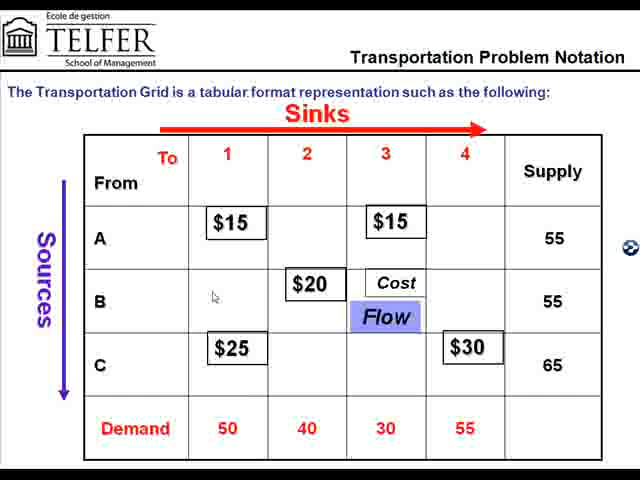 Ecole de gestion
TELFER
School of Management
Transportation Problem Notation
The Transportation Grid is a tabular format representation such as the following:
Sinks
To 1 2 3 4 Supply
From
Sources
A $15 $15 55
B $20 Cost 55
Flow
C $25 $30 65
Demand 50 40 30 55